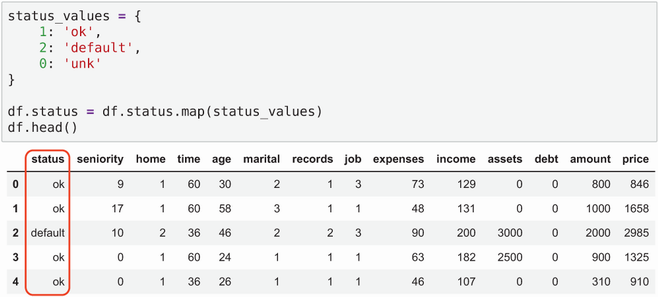 status_values = {
    1: 'ok',
    2: 'default',
    0: 'unk'
}
df.status = df.status.map(status_values)
df.head()
status seniority home time age marital records job expenses income assets debt amount price
0 ok 9 1 60 30 2 1 3 73 129 0 0 800 846
1 ok 17 1 60 58 3 1 1 48 131 0 0 1000 1658
2 default 10 2 36 46 2 2 3 90 200 3000 0 2000 2985
3 ok 0 1 60 24 1 1 1 63 182 2500 0 900 1325
4 ok 0 1 36 26 1 1 1 46 107 0 0 310 910